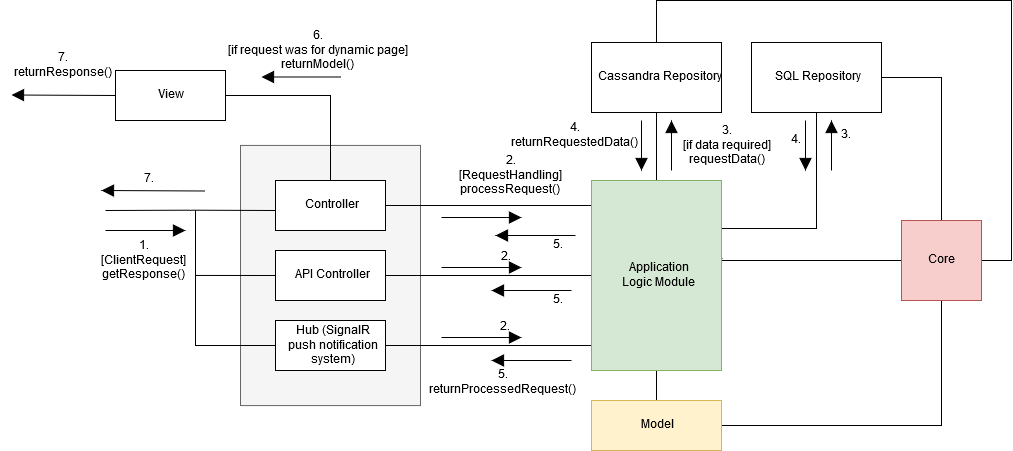 6.
[if request was for dynamic page]
returnModel()
7.
returnResponse()
View
Cassandra Repository
SQL Repository
4.
returnRequestedData()
3.
[if data required]
requestData()
4.
3.
7.
1.
[ClientRequest]
getResponse()
Controller
2.
[RequestHandling]
processRequest()
5.
API Controller
2.
5.
Hub (SignalR
push notification
system)
2.
5.
returnProcessedRequest()
Application
Logic Module
Core
Model